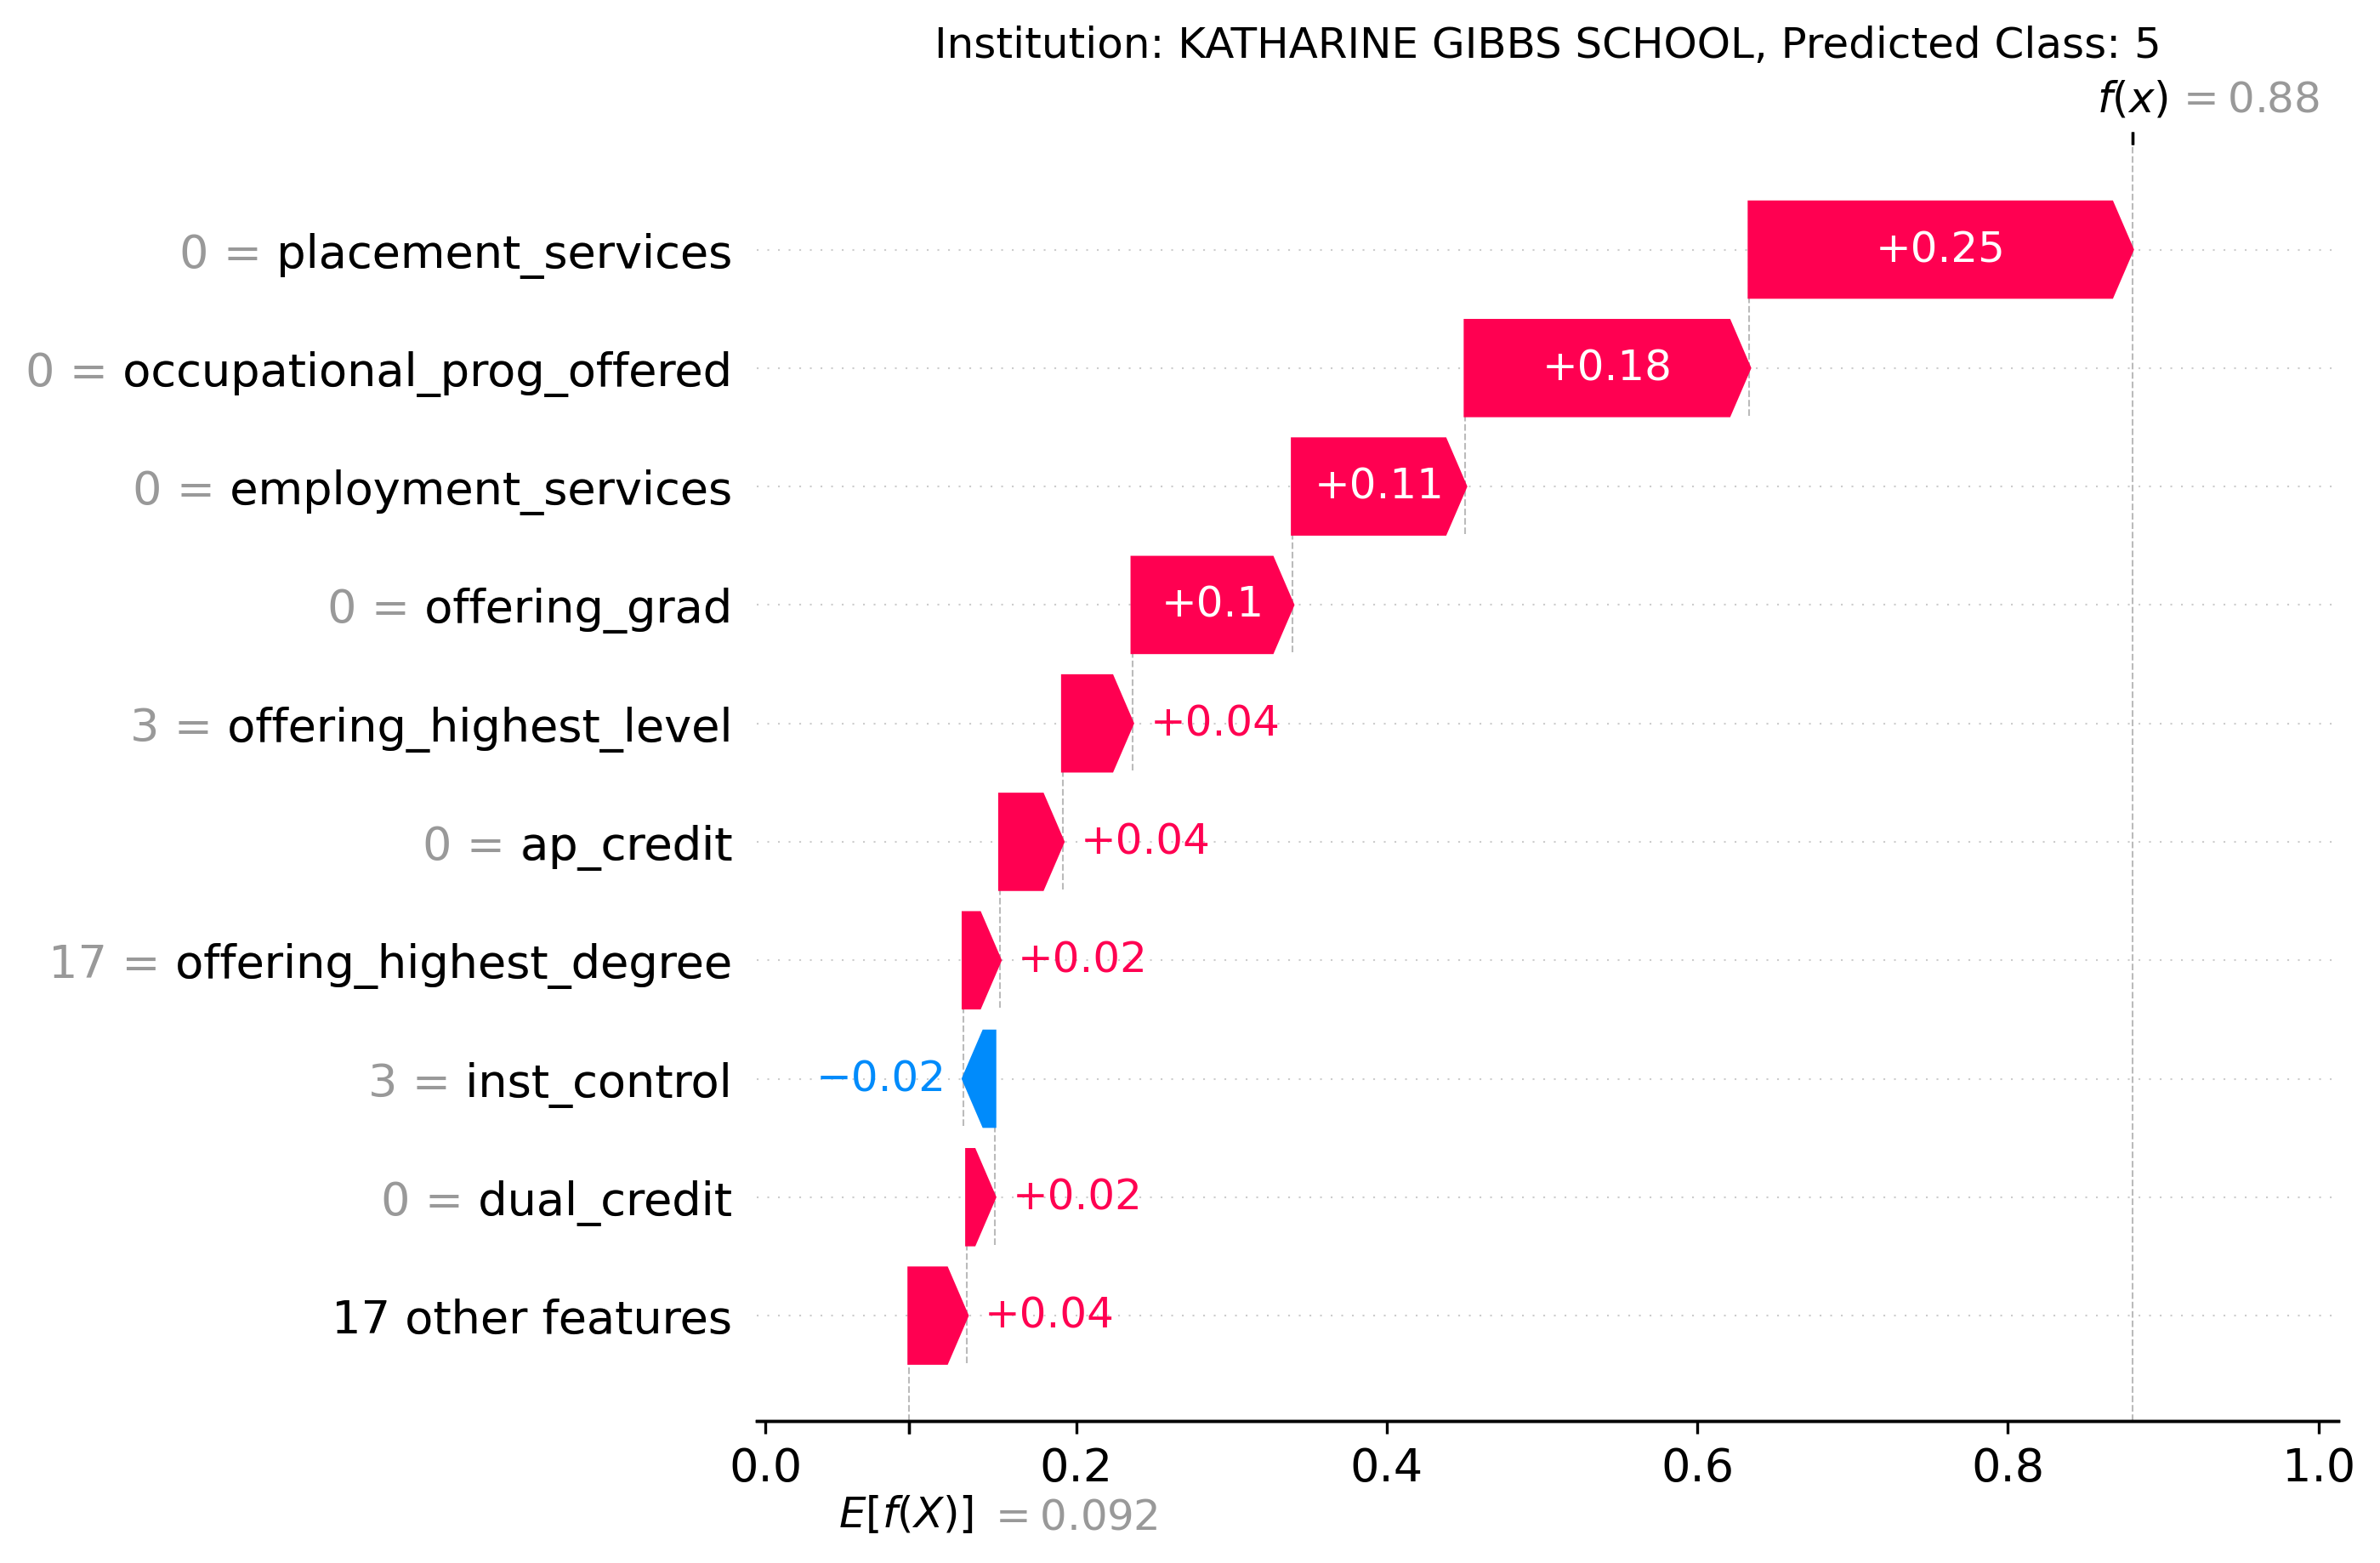 Institution: KATHARINE GIBBS SCHOOL, Predicted Class: 5
f(x) = 0.88
0 = placement_services +0.25
0 = occupational_prog_offered +0.18
0 = employment_services +0.11
0 = offering_grad +0.1
3 = offering_highest_level +0.04
0 = ap_credit +0.04
17 = offering_highest_degree +0.02
3 = inst_control −0.02
0 = dual_credit +0.02
17 other features +0.04
0.0 0.2 0.4 0.6 0.8 1.0
E[f(X)] = 0.092